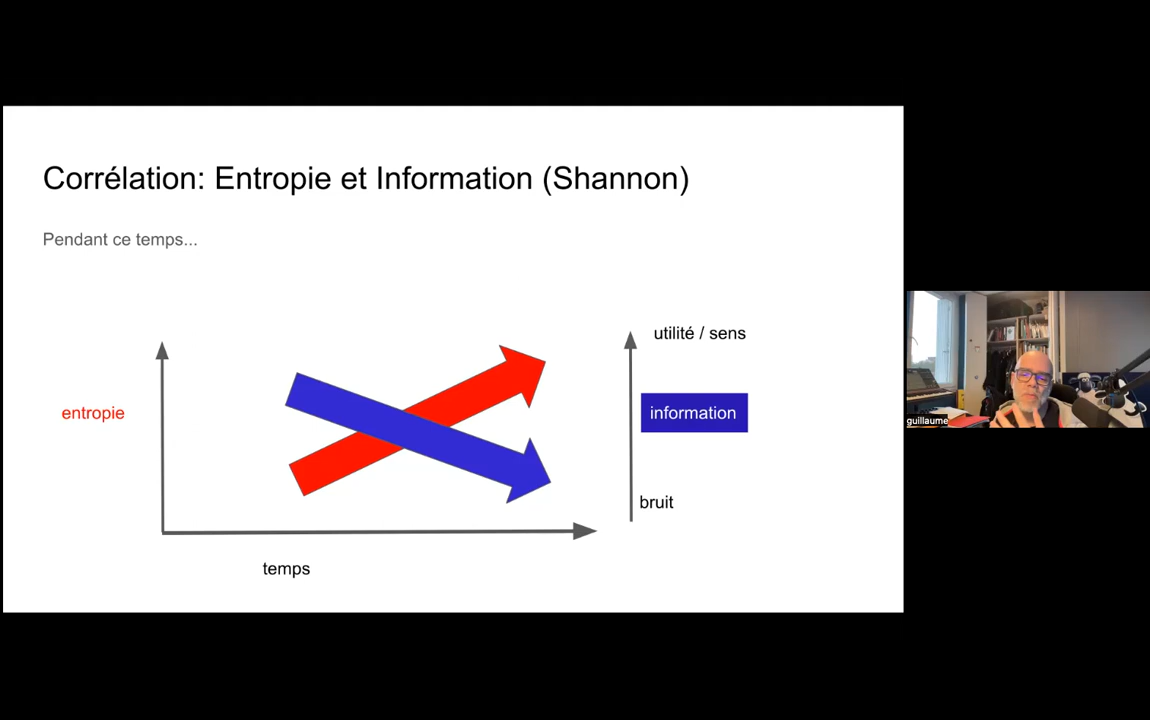 Corrélation: Entropie et Information (Shannon)
Pendant ce temps...
utilité / sens
entropie
information
bruit
temps
guillaume